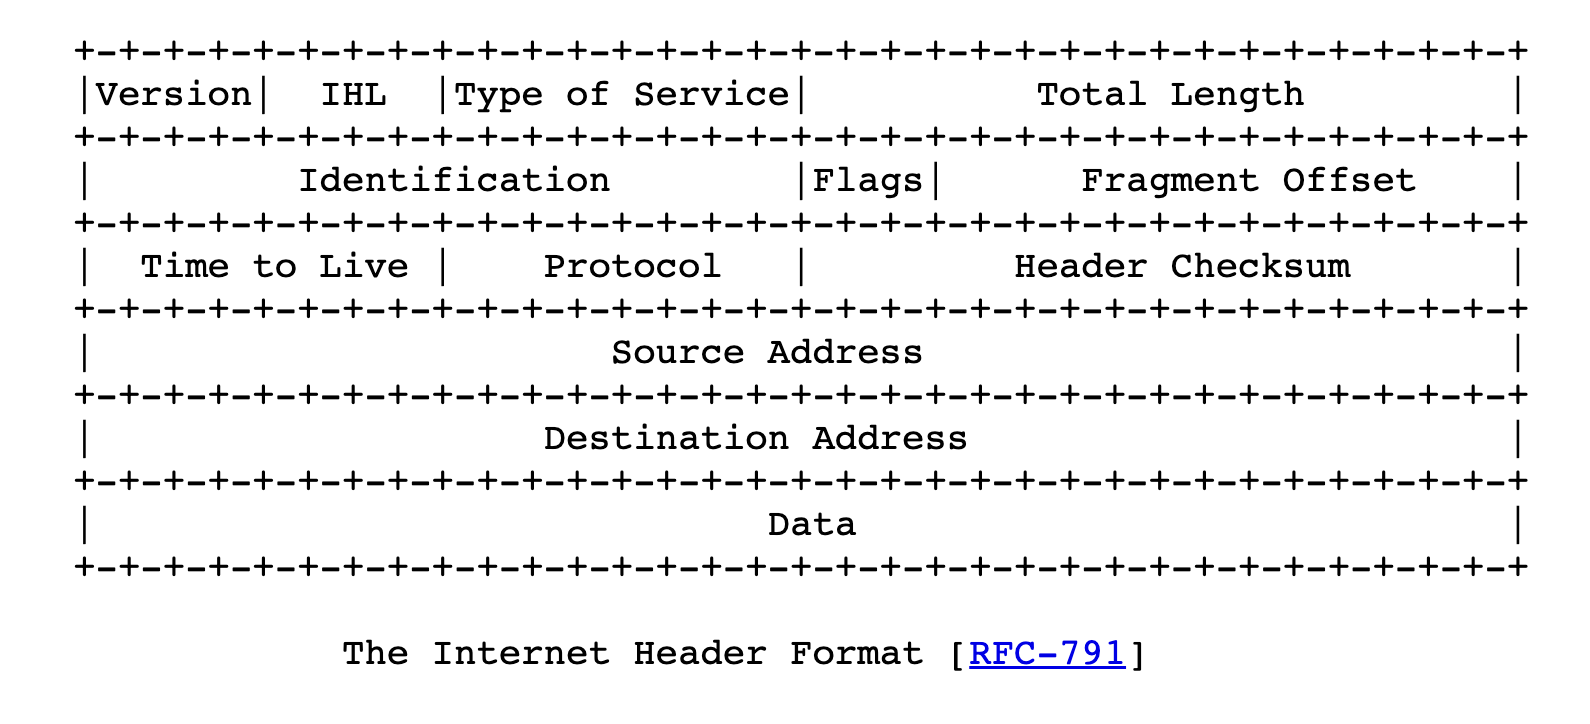 +-+-+-+-+-+-+-+-+-+-+-+-+-+-+-+-+-+-+-+-+-+-+-+-+-+-+-+-+-+-+-+-+
|Version|  IHL  |Type of Service|          Total Length         |
+-+-+-+-+-+-+-+-+-+-+-+-+-+-+-+-+-+-+-+-+-+-+-+-+-+-+-+-+-+-+-+-+
|         Identification        |Flags|      Fragment Offset    |
+-+-+-+-+-+-+-+-+-+-+-+-+-+-+-+-+-+-+-+-+-+-+-+-+-+-+-+-+-+-+-+-+
|  Time to Live |    Protocol   |         Header Checksum       |
+-+-+-+-+-+-+-+-+-+-+-+-+-+-+-+-+-+-+-+-+-+-+-+-+-+-+-+-+-+-+-+-+
|                       Source Address                          |
+-+-+-+-+-+-+-+-+-+-+-+-+-+-+-+-+-+-+-+-+-+-+-+-+-+-+-+-+-+-+-+-+
|                    Destination Address                        |
+-+-+-+-+-+-+-+-+-+-+-+-+-+-+-+-+-+-+-+-+-+-+-+-+-+-+-+-+-+-+-+-+
|                              Data                             |
+-+-+-+-+-+-+-+-+-+-+-+-+-+-+-+-+-+-+-+-+-+-+-+-+-+-+-+-+-+-+-+-+
The Internet Header Format [RFC-791]